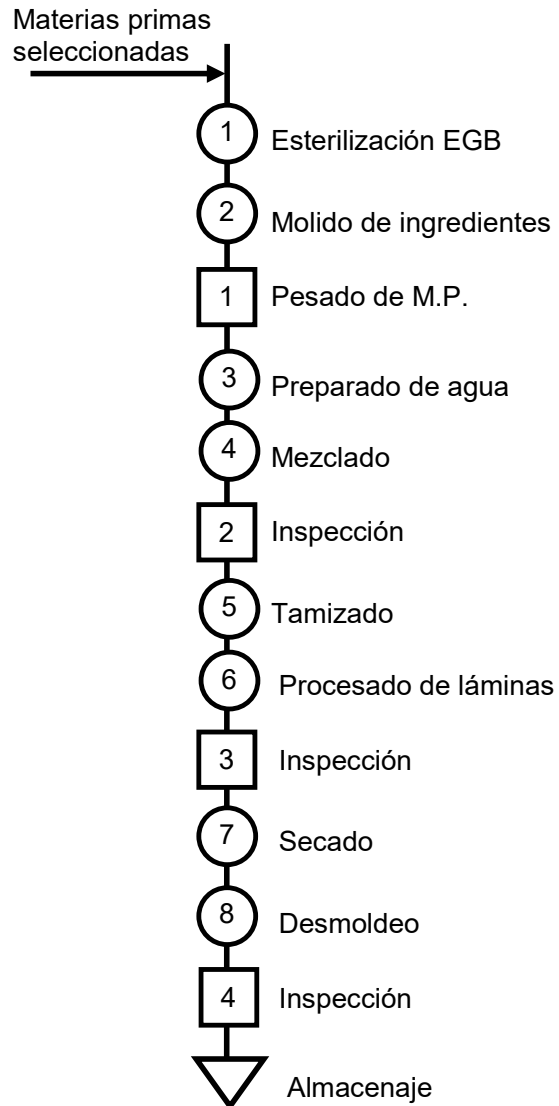 Materias primas
seleccionadas
1 Esterilización EGB
2 Molido de ingredientes
1 Pesado de M.P.
3 Preparado de agua
4 Mezclado
2 Inspección
5 Tamizado
6 Procesado de láminas
3 Inspección
7 Secado
8 Desmoldeo
4 Inspección
Almacenaje